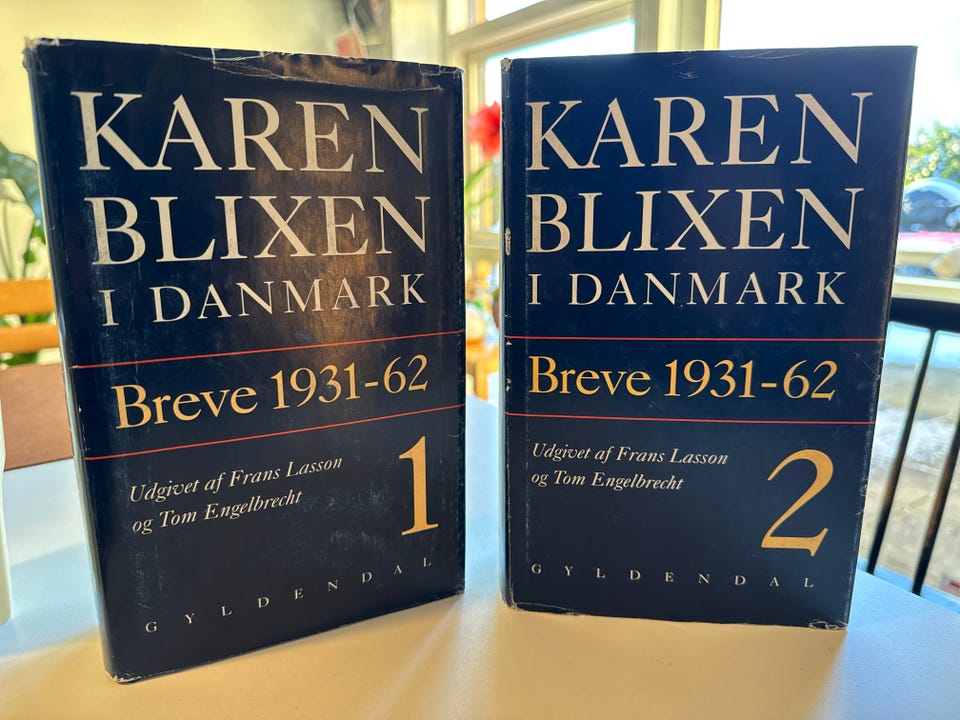 KAREN
BLIXEN
I DANMARK
Breve 1931-62
Udgivet af Frans Lasson
og Tom Engelbrecht
1
GYLDENDAL
KAREN
BLIXEN
I DANMARK
Breve 1931-62
Udgivet af Frans Lasson
og Tom Engelbrecht
2
GYLDENDAL